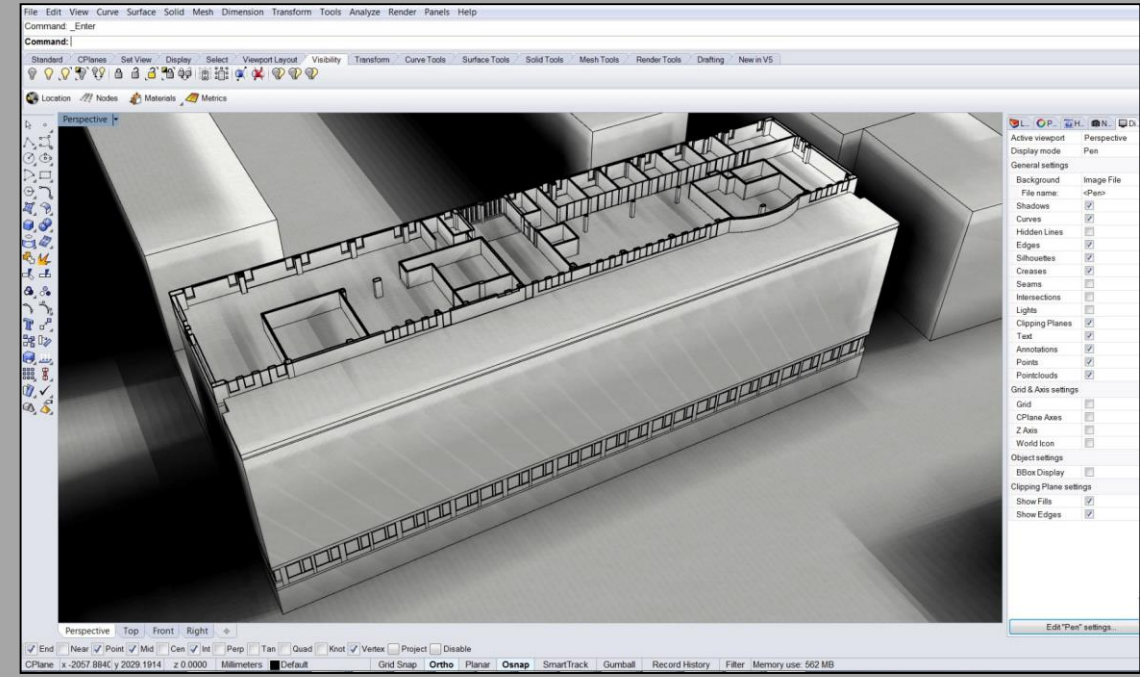 File Edit View Curve Surface Solid Mesh Dimension Transform Tools Analyze Render Panels Help
Command: _Enter
Command:
Standard CPlanes Set View Display Select Viewport Layout Visibility Transform Curve Tools Surface Tools Solid Tools Mesh Tools Render Tools Drafting New in V5
Location Nodes Materials Metrics
Perspective
L... P... H... N... Di...
Active viewport Perspective
Display mode Pen
General settings
Background Image File
File name: <Pen>
Shadows
Curves
Hidden Lines
Edges
Silhouettes
Creases
Seams
Intersections
Lights
Clipping Planes
Text
Annotations
Points
Pointclouds
Grid & Axis settings
Grid
CPlane Axes
Z Axis
World Icon
Object settings
BBox Display
Clipping Plane settings
Show Fills
Show Edges
Edit "Pen" settings...
Perspective Top Front Right
End Near Point Mid Cen Int Perp Tan Quad Knot Vertex Project Disable
CPlane x -2057.884( y 2029.1914 z 0.0000 Millimeters Default Grid Snap Ortho Planar Osnap SmartTrack Gumball Record History Filter Memory use: 562 MB